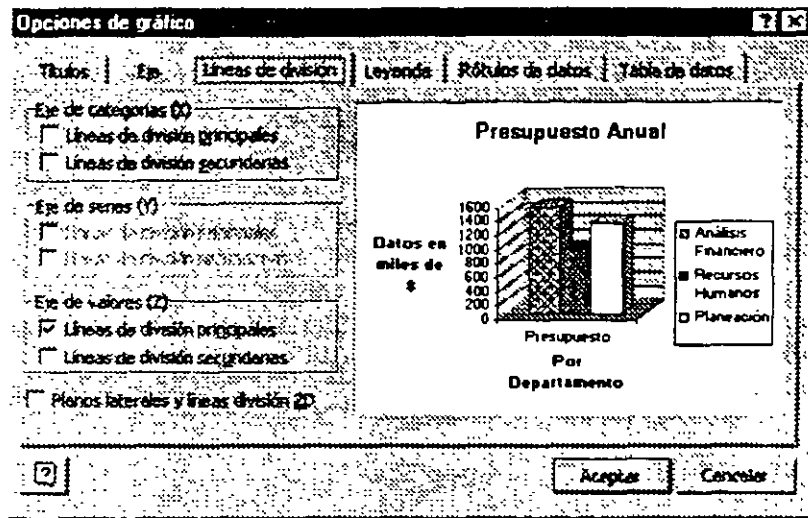 Opciones de gráfico
Títulos Eje Líneas de división Leyenda Rótulos de datos Tabla de datos
Eje de categorías (X)
Líneas de división principales
Líneas de división secundarias
Eje de series (Y)
Eje de valores (Z)
Líneas de división principales
Líneas de división secundarias
Planos laterales y líneas división 2D
Presupuesto Anual
1600
1400
1200
1000
800
600
400
200
0
Datos en
miles de
$
Presupuesto
Por
Departamento
Análisis
Financiero
Recursos
Humanos
Planeación
?
Aceptar Cancelar